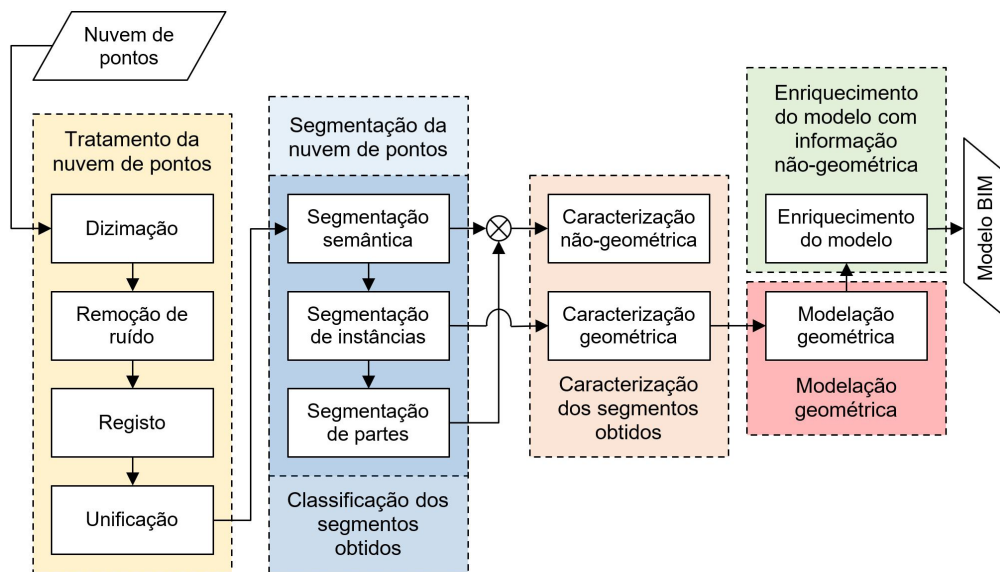 Nuvem de
pontos
Tratamento da
nuvem de pontos
Dizimação
Remoção de
ruído
Registo
Unificação
Segmentação da
nuvem de pontos
Segmentação
semântica
Segmentação
de instâncias
Segmentação
de partes
Classificação dos
segmentos
obtidos
Caracterização
não-geométrica
Caracterização
geométrica
Caracterização
dos segmentos
obtidos
Enriquecimento
do modelo com
informação
não-geométrica
Enriquecimento
do modelo
Modelação
geométrica
Modelação
geométrica
Modelo BIM